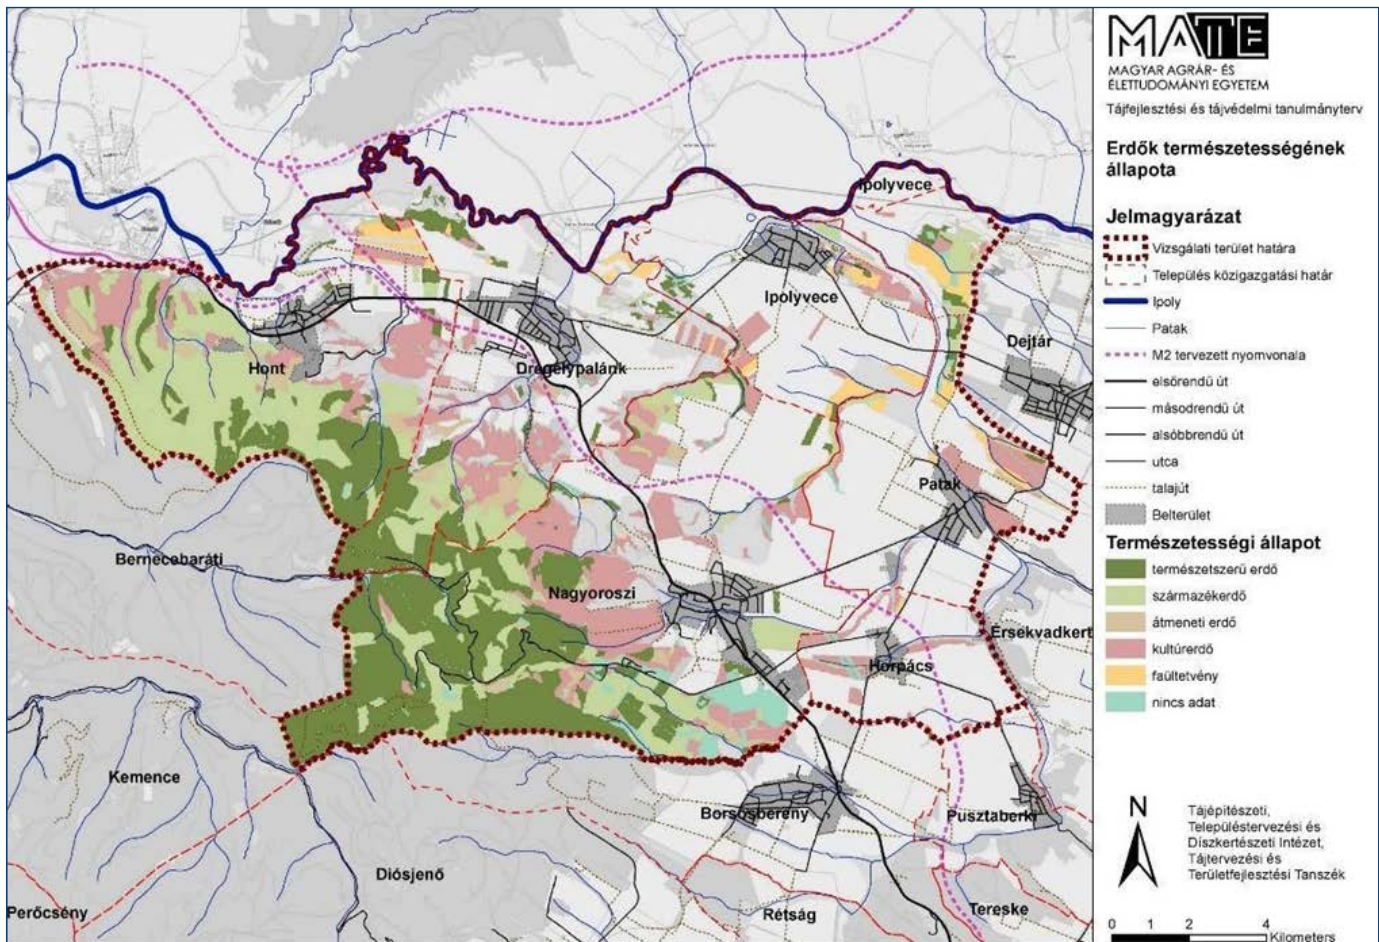 MATE
MAGYAR AGRÁR- ÉS
ÉLETTUDOMÁNYI EGYETEM
Tájfejlesztési és tájvédelmi tanulmányterv
Erdők természetességének
állapota
Jelmagyarázat
Vizsgálati terület határa
Település közigazgatási határ
Ipoly
Patak
M2 tervezett nyomvonala
elsőrendű út
másodrendű út
alsóbbrendű út
utca
talajút
Belterület
Természetességi állapot
természetszerű erdő
származékerdő
átmeneti erdő
kultúrerdő
faültetvény
nincs adat
N
Tájépítészeti,
Településtervezési és
Díszkertészeti Intézet,
Tájtervezési és
Területfejlesztési Tanszék
0 1 2 4
Kilometers
Ipolyvece
Ipolyvece
Dejtár
Hont
Drégelypalánk
Patak
Bernecebaráti
Nagyoroszi
Érsekvadkert
Horpács
Kemence
Borsosberény
Pusztaberki
Diósjenő
Perőcsény
Rétság
Tereske